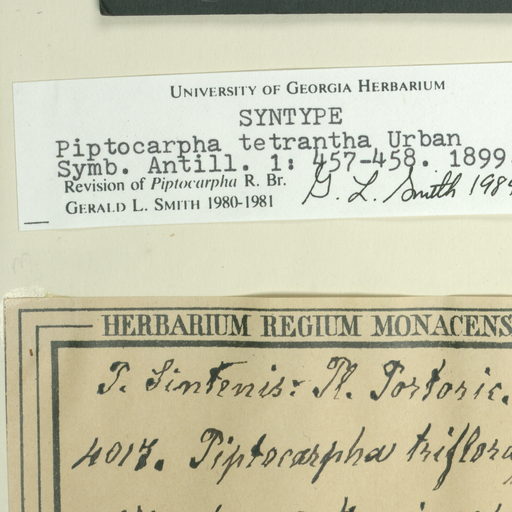 UNIVERSITY OF GEORGIA HERBARIUM
SYNTYPE
Piptocarpha tetrantha Urban
Symb. Antill. 1: 457-458. 1899
Revision of Piptocarpha R. Br.
GERALD L. SMITH 1980-1981
G. L. Smith 198
HERBARIUM REGIUM MONACENS
P. Sintenis: Pl. Portoric.
4017. Piptocarpha triflora